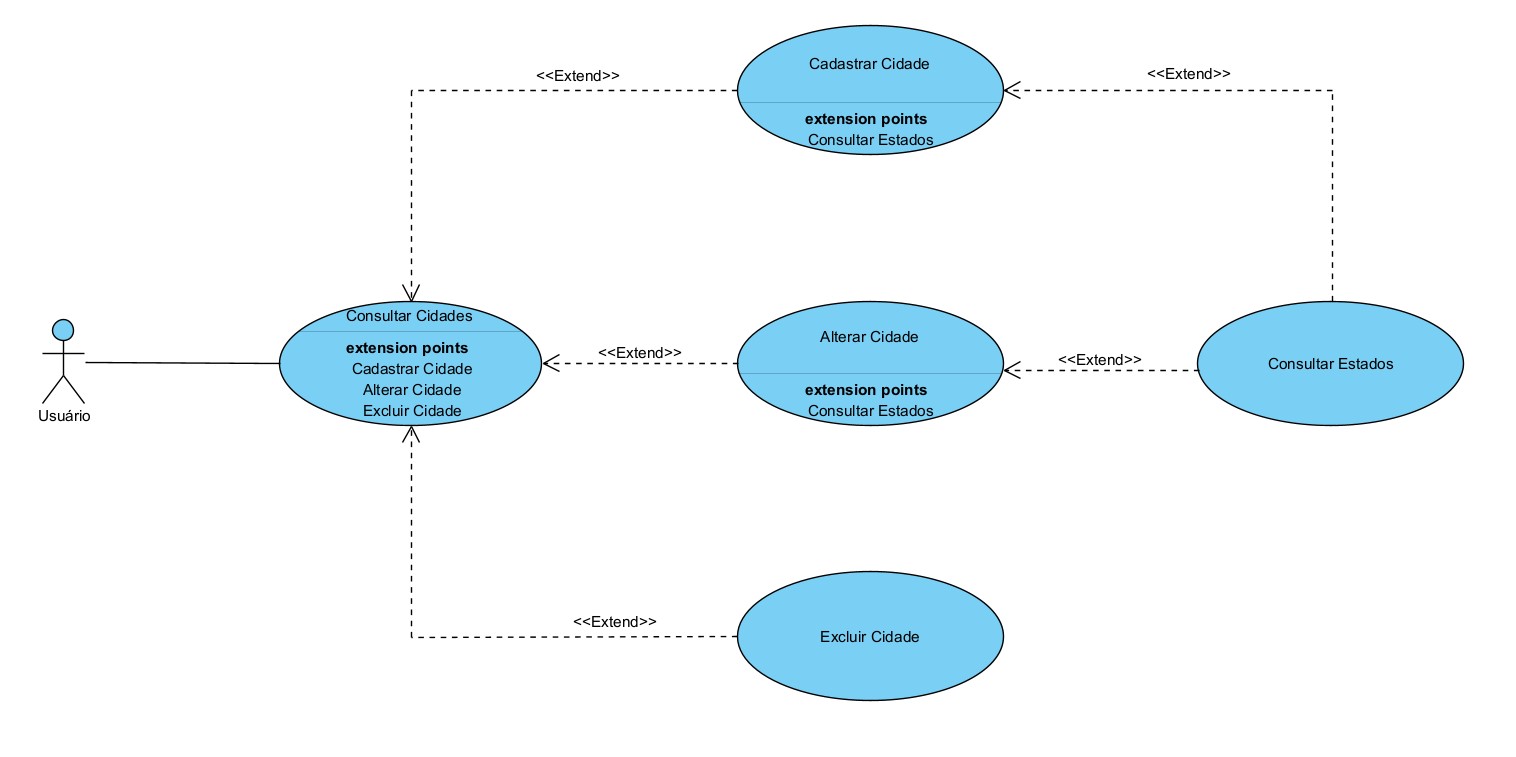 <<Extend>>
Cadastrar Cidade
extension points
Consultar Estados
<<Extend>>
Usuário
Consultar Cidades
extension points
Cadastrar Cidade
Alterar Cidade
Excluir Cidade
<<Extend>>
Alterar Cidade
extension points
Consultar Estados
<<Extend>>
Consultar Estados
<<Extend>>
Excluir Cidade